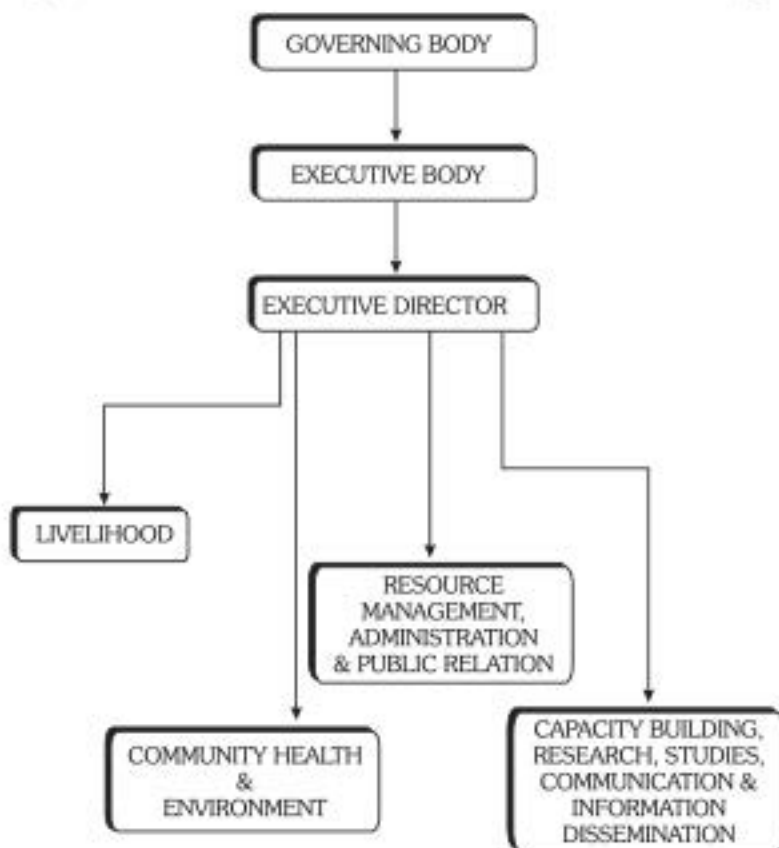 GOVERNING BODY
EXECUTIVE BODY
EXECUTIVE DIRECTOR
LIVELIHOOD
RESOURCE
MANAGEMENT,
ADMINISTRATION
& PUBLIC RELATION
COMMUNITY HEALTH
&
ENVIRONMENT
CAPACITY BUILDING,
RESEARCH, STUDIES,
COMMUNICATION &
INFORMATION
DISSEMINATION